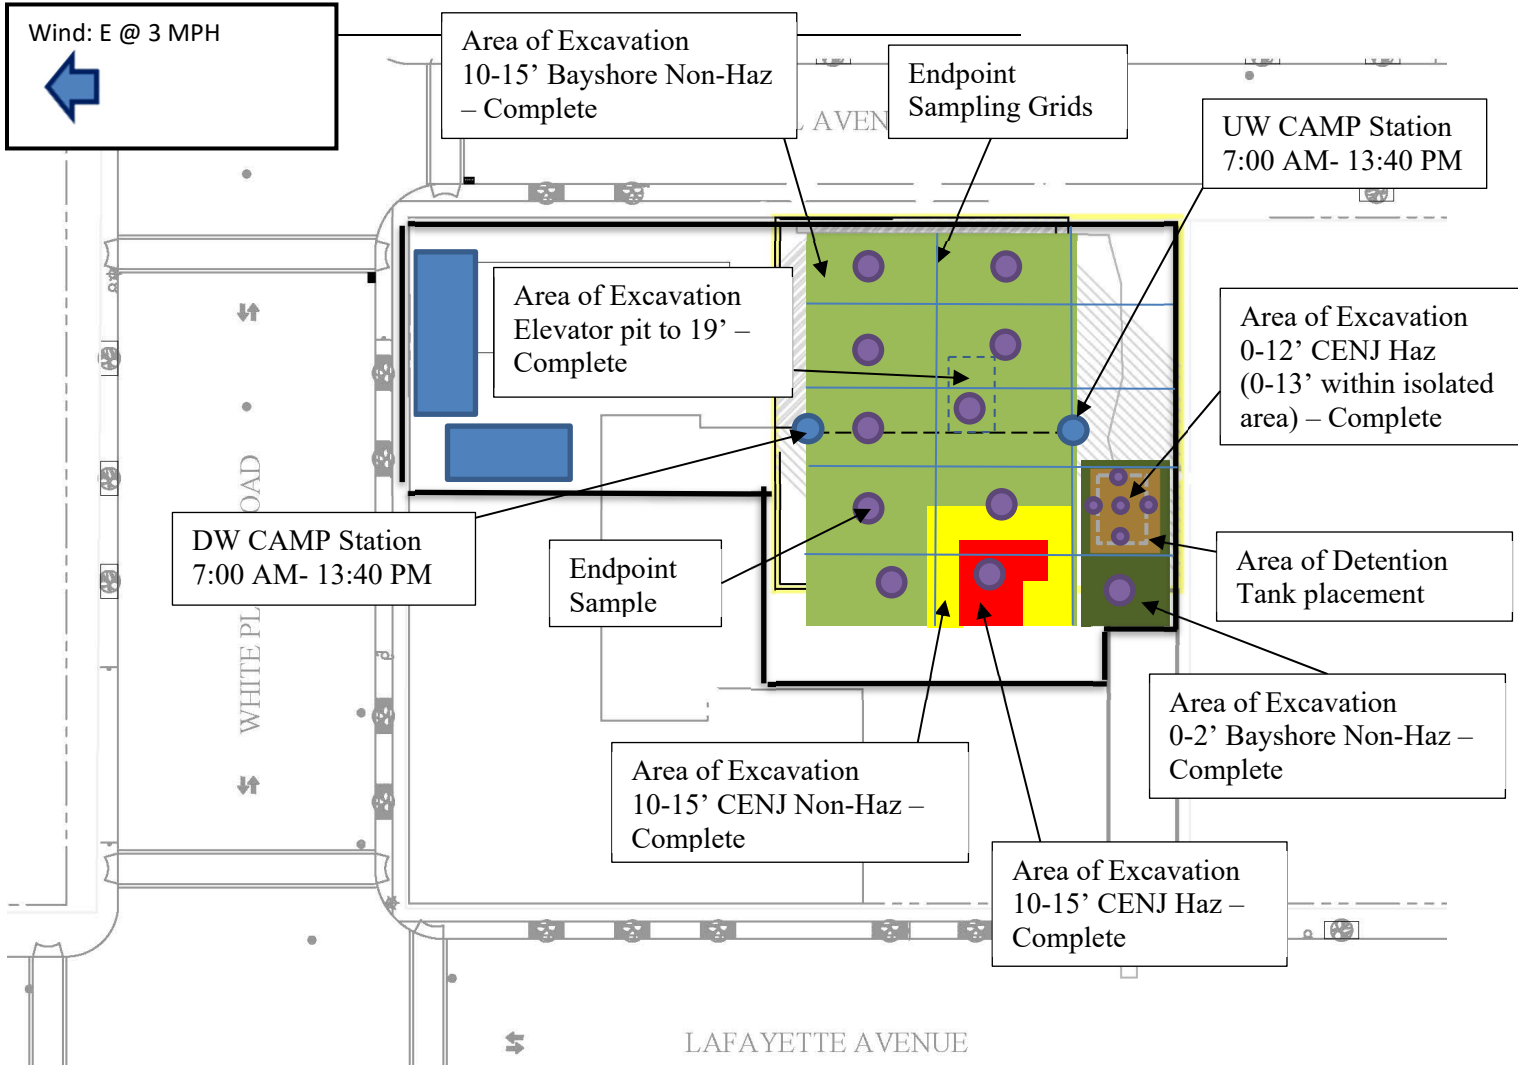 Wind: E @ 3 MPH
Area of Excavation
10-15’ Bayshore Non-Haz
– Complete
Endpoint
Sampling Grids
UW CAMP Station
7:00 AM- 13:40 PM
Area of Excavation
Elevator pit to 19’ –
Complete
Area of Excavation
0-12’ CENJ Haz
(0-13’ within isolated
area) – Complete
DW CAMP Station
7:00 AM- 13:40 PM
Endpoint
Sample
Area of Detention
Tank placement
WHITE PL
OAD
Area of Excavation
0-2’ Bayshore Non-Haz –
Complete
Area of Excavation
10-15’ CENJ Non-Haz –
Complete
Area of Excavation
10-15’ CENJ Haz –
Complete
LAFAYETTE AVENUE